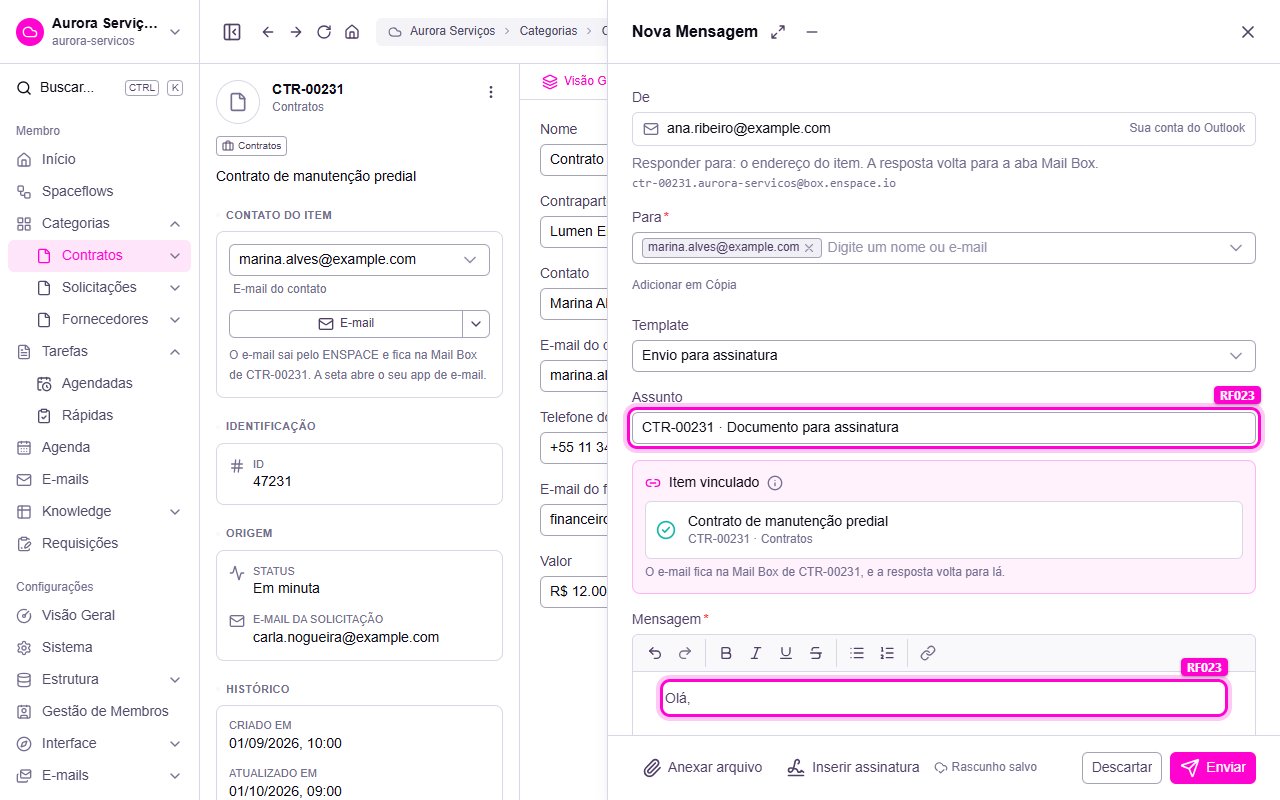 Aurora Serviç...
aurora-servicos
Buscar...
CTRL
K
Membro
Início
Spaceflows
Categorias
Contratos
Solicitações
Fornecedores
Tarefas
Agendadas
Rápidas
Agenda
E-mails
Knowledge
Requisições
Configurações
Visão Geral
Sistema
Estrutura
Gestão de Membros
Interface
E-mails
Aurora Serviços
Categorias
CTR-00231
Contratos
Contratos
Contrato de manutenção predial
CONTATO DO ITEM
marina.alves@example.com
E-mail do contato
E-mail
O e-mail sai pelo ENSPACE e fica na Mail Box
de CTR-00231. A seta abre o seu app de e-mail.
IDENTIFICAÇÃO
ID
47231
ORIGEM
STATUS
Em minuta
E-MAIL DA SOLICITAÇÃO
carla.nogueira@example.com
HISTÓRICO
CRIADO EM
01/09/2026, 10:00
ATUALIZADO EM
01/10/2026, 09:00
Visão G
Nome
Contrato
Contrapart
Lumen E
Contato
Marina Al
E-mail do c
marina.al
Telefone do
+55 11 34
E-mail do f
financeiro
Valor
R$ 12.00
Nova Mensagem
De
ana.ribeiro@example.com
Sua conta do Outlook
Responder para: o endereço do item. A resposta volta para a aba Mail Box.
ctr-00231.aurora-servicos@box.enspace.io
Para*
marina.alves@example.com
Digite um nome ou e-mail
Adicionar em Cópia
Template
Envio para assinatura
Assunto
RF023
CTR-00231 · Documento para assinatura
Item vinculado
Contrato de manutenção predial
CTR-00231 · Contratos
O e-mail fica na Mail Box de CTR-00231, e a resposta volta para lá.
Mensagem*
RF023
Olá,
Anexar arquivo
Inserir assinatura
Rascunho salvo
Descartar
Enviar